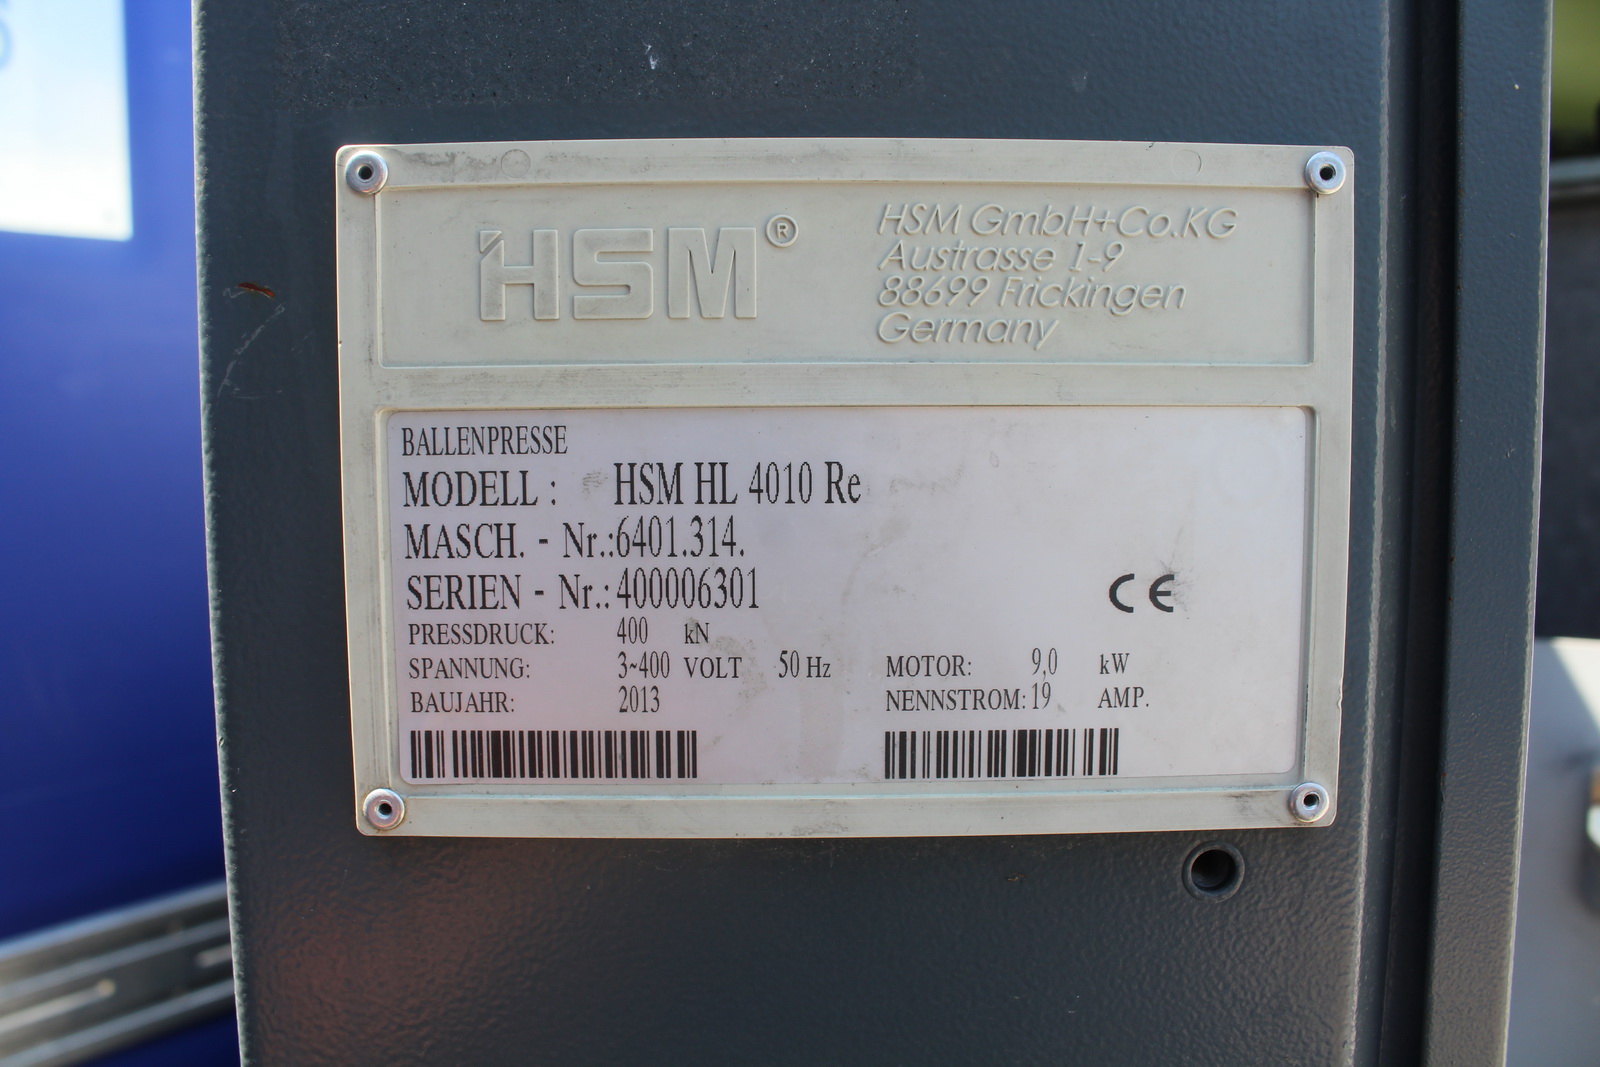 HSM®
HSM GmbH+Co.KG
Austrasse 1-9
88699 Frickingen
Germany
BALLENPRESSE
MODELL : HSM HL 4010 Re
MASCH. - Nr.:6401.314.
SERIEN - Nr.: 400006301
CE
PRESSDRUCK: 400 kN
SPANNUNG: 3~400 VOLT 50 Hz MOTOR: 9,0 kW
BAUJAHR: 2013 NENNSTROM: 19 AMP.